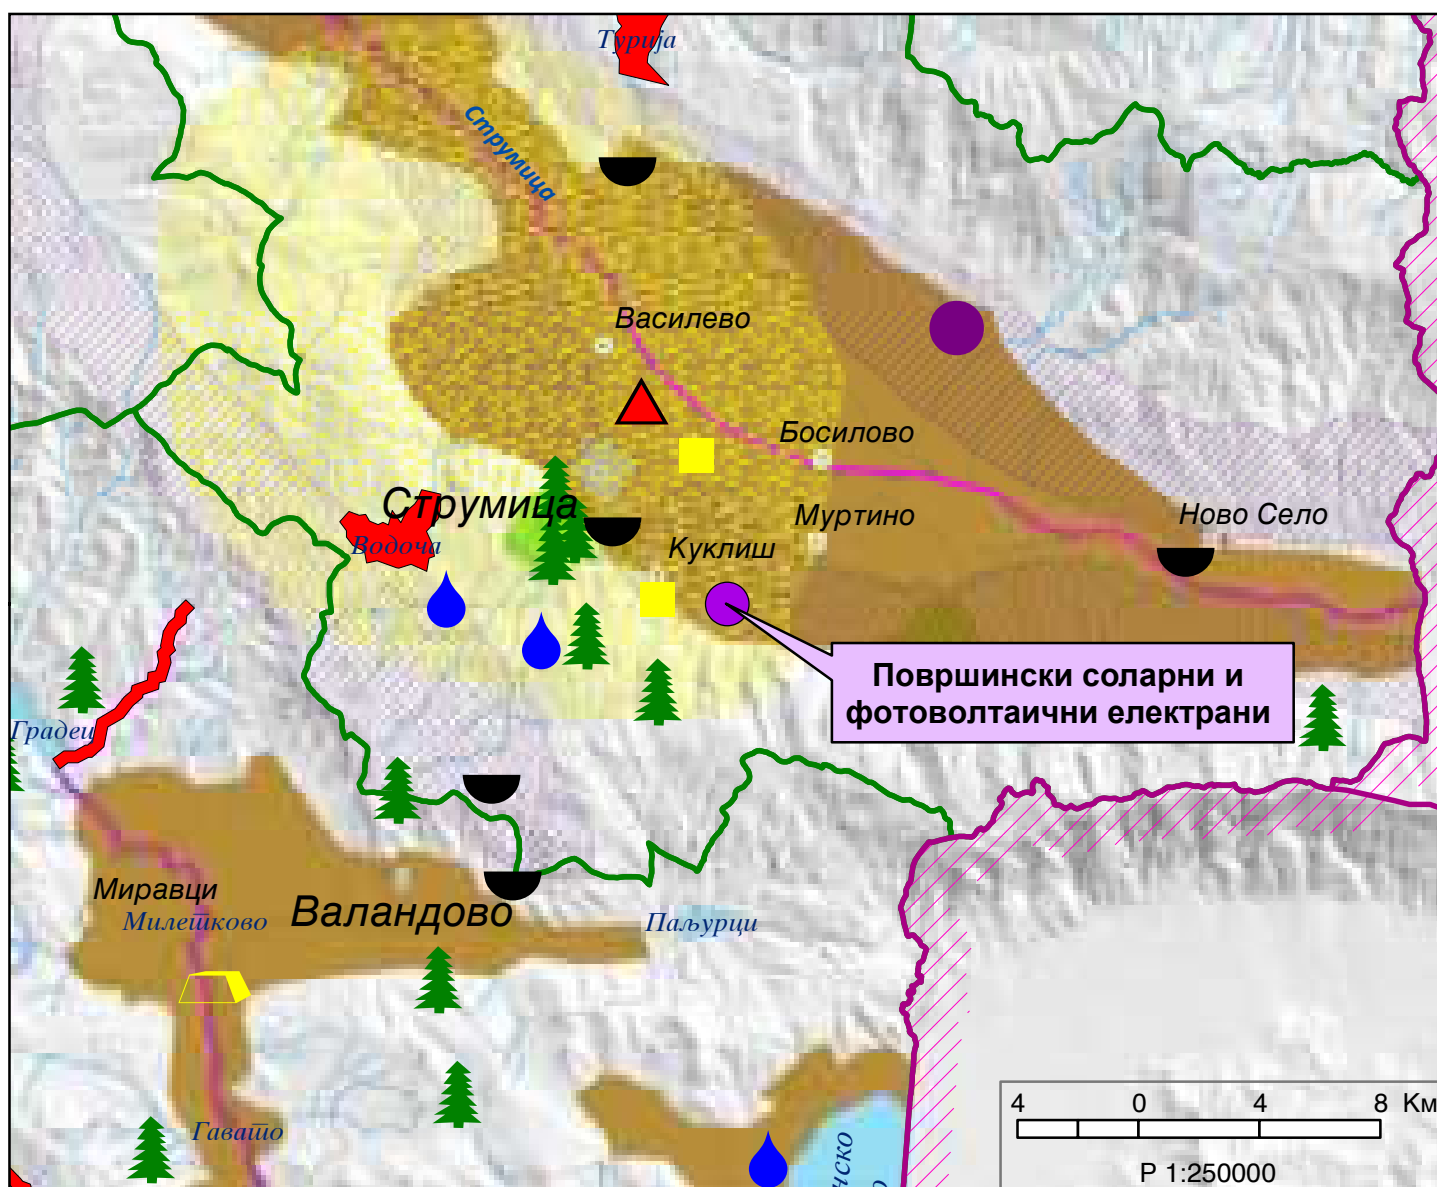 Турија
Струмица
Василево
Босилово
Струмица
Муртино
Ново Село
Водоча
Куклиш
Површински соларни и
фотоволтаични електрани
Градец
Миравци
Милетково
Валандово
Паљурци
4 0 4 8 Км
Гавато
Р 1:250000